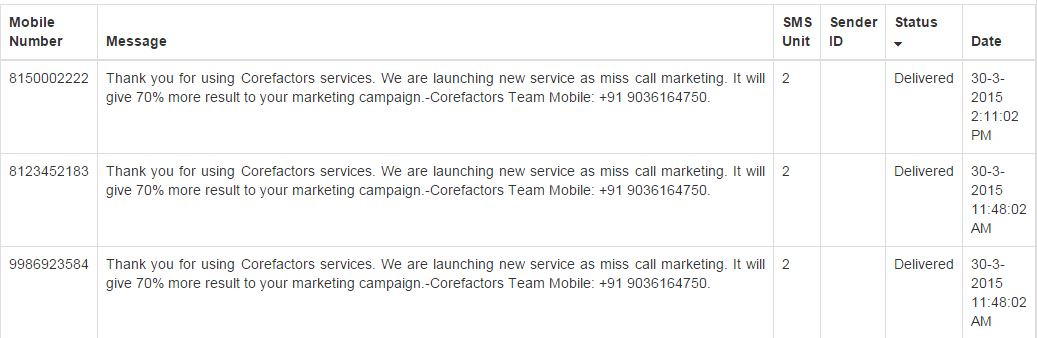 Mobile Number Message SMS Unit Sender ID Status Date
8150002222 Thank you for using Corefactors services. We are launching new service as miss call marketing. It will 2 Delivered 30-3-
give 70% more result to your marketing campaign.-Corefactors Team Mobile: +91 9036164750. 2015
2:11:02
PM
8123452183 Thank you for using Corefactors services. We are launching new service as miss call marketing. It will 2 Delivered 30-3-
give 70% more result to your marketing campaign.-Corefactors Team Mobile: +91 9036164750. 2015
11:48:02
AM
9986923584 Thank you for using Corefactors services. We are launching new service as miss call marketing. It will 2 Delivered 30-3-
give 70% more result to your marketing campaign.-Corefactors Team Mobile: +91 9036164750. 2015
11:48:02
AM